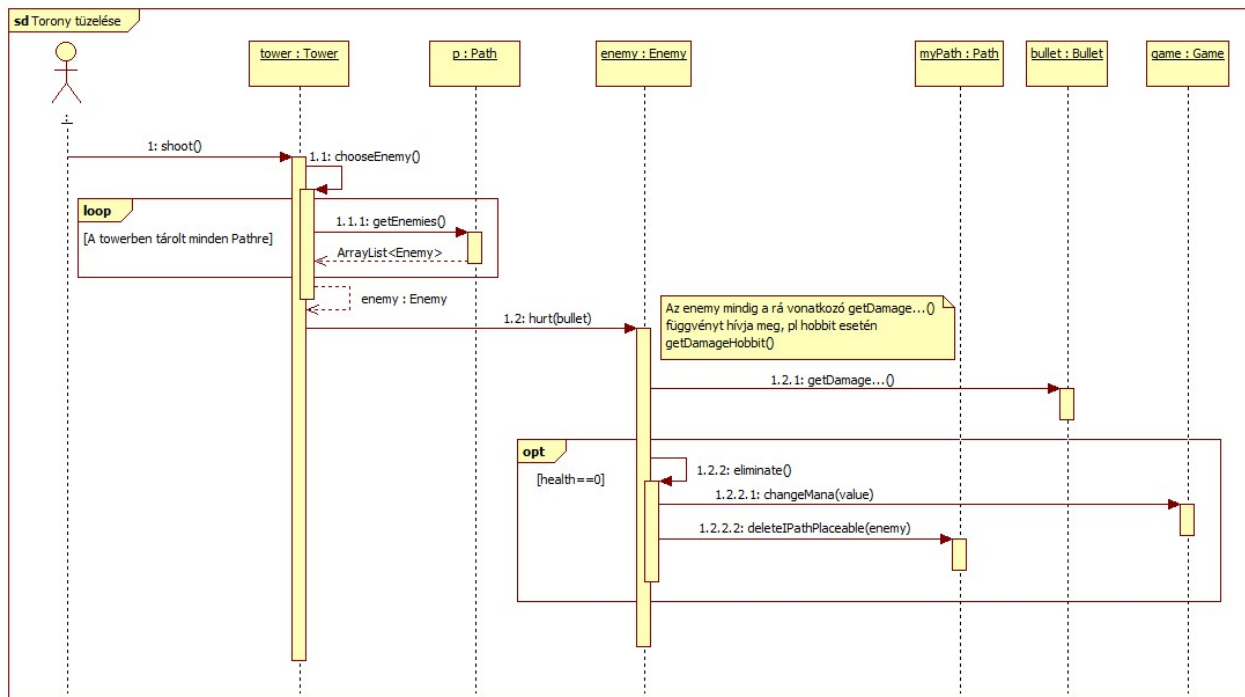 sd Torony tüzelése
tower : Tower
p : Path
enemy : Enemy
myPath : Path
bullet : Bullet
game : Game
1: shoot()
1.1: chooseEnemy()
loop
[A towerben tárolt minden Pathre]
1.1.1: getEnemies()
ArrayList<Enemy>
enemy : Enemy
1.2: hurt(bullet)
Az enemy mindig a rá vonatkozó getDamage...()
függvényt hívja meg, pl hobbit esetén
getDamageHobbit()
1.2.1: getDamage...()
opt
[health==0]
1.2.2: eliminate()
1.2.2.1: changeMana(value)
1.2.2.2: deleteIPathPlaceable(enemy)